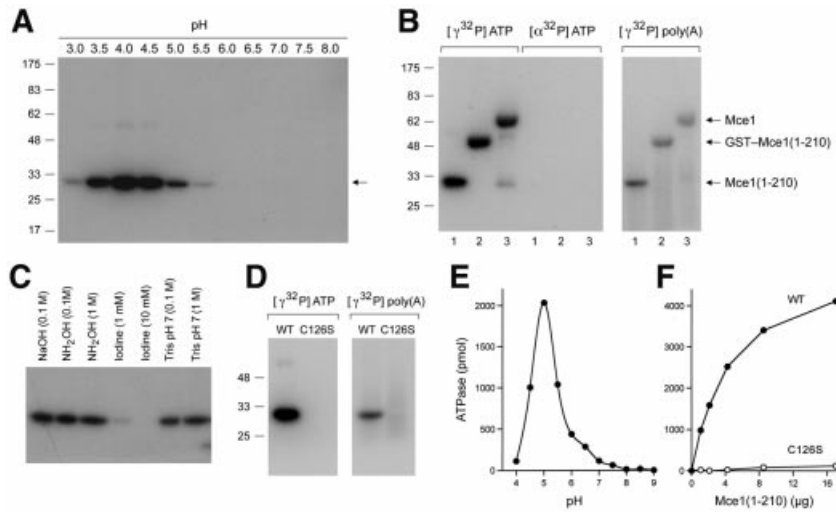 A
pH
3.0 3.5 4.0 4.5 5.0 5.5 6.0 6.5 7.0 7.5 8.0
175
83
62
48
33
25
17
B
[γ³²P] ATP [α³²P] ATP [γ³²P] poly(A)
175
83
62
48
33
25
Mce1
GST–Mce1(1-210)
Mce1(1-210)
1 2 3 1 2 3 1 2 3
C
NaOH (0.1 M)
NH₂OH (0.1M)
NH₂OH (1 M)
Iodine (1 mM)
Iodine (10 mM)
Tris pH 7 (0.1 M)
Tris pH 7 (1 M)
D
[γ³²P] ATP [γ³²P] poly(A)
WT C126S WT C126S
48
33
25
E
ATPase (pmol)
2000
1500
1000
500
0
4 5 6 7 8 9
pH
F
WT
C126S
4000
3000
2000
1000
0
0 4 8 12 16
Mce1(1-210) (µg)